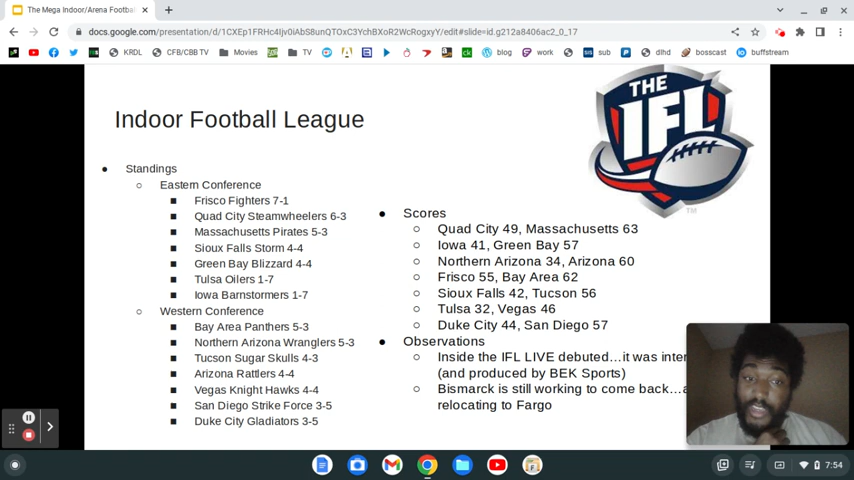 The Mega Indoor/Arena Footba
docs.google.com/presentation/d/1CXEp1FRHc4Ijv0iAbS8unQTOxC3YchBXoR2WcRogxyY/edit#slide=id.g212a8406ac2_0_17
KRDL
CFB/CBB TV
Movies
TV
blog
work
sub
dlhd
bosscast
buffstream
Indoor Football League
THE
IFL
TM
● Standings
○ Eastern Conference
■ Frisco Fighters 7-1
■ Quad City Steamwheelers 6-3
■ Massachusetts Pirates 5-3
■ Sioux Falls Storm 4-4
■ Green Bay Blizzard 4-4
■ Tulsa Oilers 1-7
■ Iowa Barnstormers 1-7
○ Western Conference
■ Bay Area Panthers 5-3
■ Northern Arizona Wranglers 5-3
■ Tucson Sugar Skulls 4-3
■ Arizona Rattlers 4-4
■ Vegas Knight Hawks 4-4
■ San Diego Strike Force 3-5
■ Duke City Gladiators 3-5
● Scores
○ Quad City 49, Massachusetts 63
○ Iowa 41, Green Bay 57
○ Northern Arizona 34, Arizona 60
○ Frisco 55, Bay Area 62
○ Sioux Falls 42, Tucson 56
○ Tulsa 32, Vegas 46
○ Duke City 44, San Diego 57
● Observations
○ Inside the IFL LIVE debuted…it was inter
(and produced by BEK Sports)
○ Bismarck is still working to come back…a
relocating to Fargo
7:54